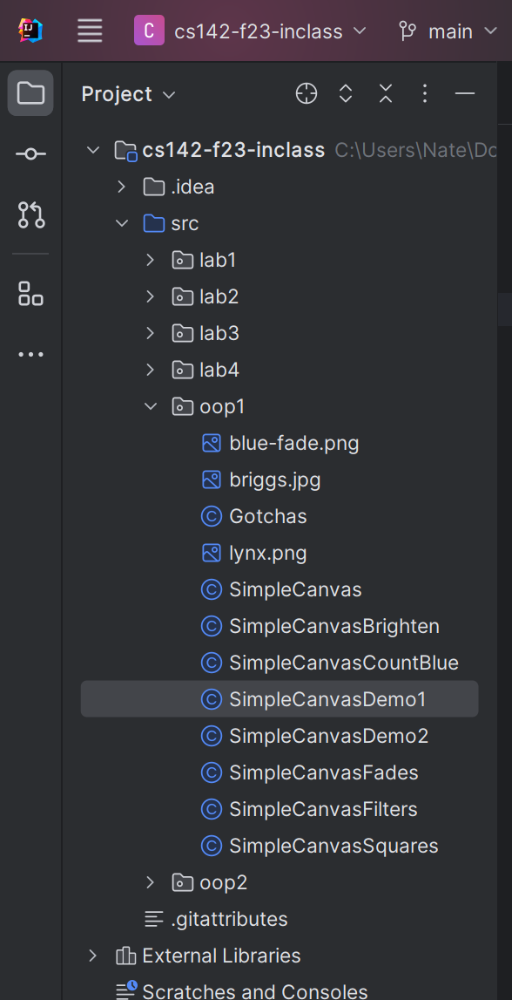 IJ C cs142-f23-inclass main
Project
cs142-f23-inclass C:\Users\Nate\Do
.idea
src
lab1
lab2
lab3
lab4
oop1
blue-fade.png
briggs.jpg
C Gotchas
lynx.png
C SimpleCanvas
C SimpleCanvasBrighten
C SimpleCanvasCountBlue
C SimpleCanvasDemo1
C SimpleCanvasDemo2
C SimpleCanvasFades
C SimpleCanvasFilters
C SimpleCanvasSquares
oop2
.gitattributes
External Libraries
Scratches and Consoles